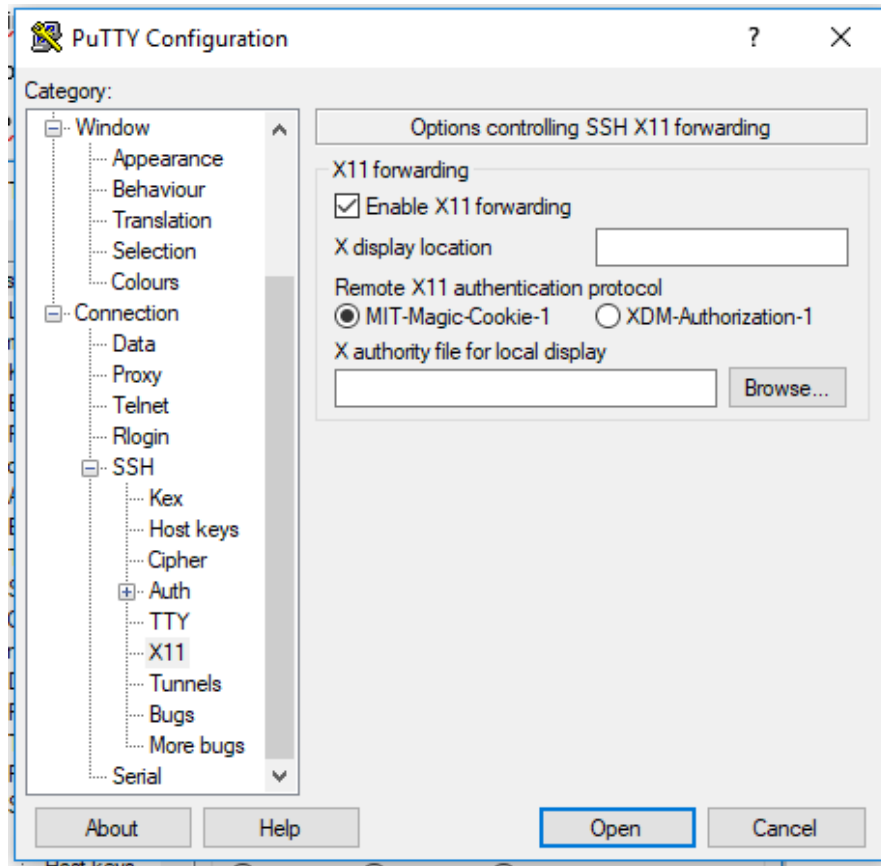 PuTTY Configuration
?
Category:
Window
Appearance
Behaviour
Translation
Selection
Colours
Connection
Data
Proxy
Telnet
Rlogin
SSH
Kex
Host keys
Cipher
Auth
TTY
X11
Tunnels
Bugs
More bugs
Serial
Options controlling SSH X11 forwarding
X11 forwarding
Enable X11 forwarding
X display location
Remote X11 authentication protocol
MIT-Magic-Cookie-1 XDM-Authorization-1
X authority file for local display
Browse...
About Help Open Cancel